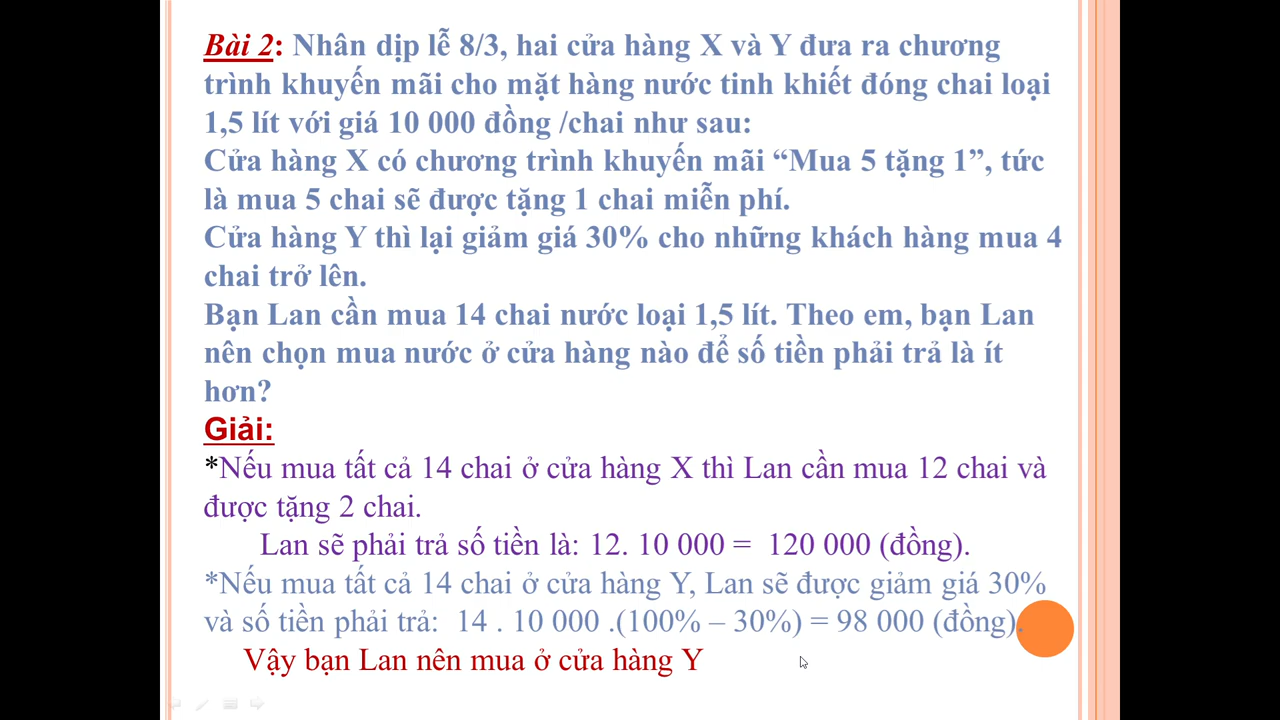 Bài 2: Nhân dịp lễ 8/3, hai cửa hàng X và Y đưa ra chương
trình khuyến mãi cho mặt hàng nước tinh khiết đóng chai loại
1,5 lít với giá 10 000 đồng /chai như sau:
Cửa hàng X có chương trình khuyến mãi “Mua 5 tặng 1”, tức
là mua 5 chai sẽ được tặng 1 chai miễn phí.
Cửa hàng Y thì lại giảm giá 30% cho những khách hàng mua 4
chai trở lên.
Bạn Lan cần mua 14 chai nước loại 1,5 lít. Theo em, bạn Lan
nên chọn mua nước ở cửa hàng nào để số tiền phải trả là ít
hơn?
Giải:
*Nếu mua tất cả 14 chai ở cửa hàng X thì Lan cần mua 12 chai và
được tặng 2 chai.
Lan sẽ phải trả số tiền là: 12. 10 000 = 120 000 (đồng).
*Nếu mua tất cả 14 chai ở cửa hàng Y, Lan sẽ được giảm giá 30%
và số tiền phải trả: 14 . 10 000 .(100% – 30%) = 98 000 (đồng).
Vậy bạn Lan nên mua ở cửa hàng Y